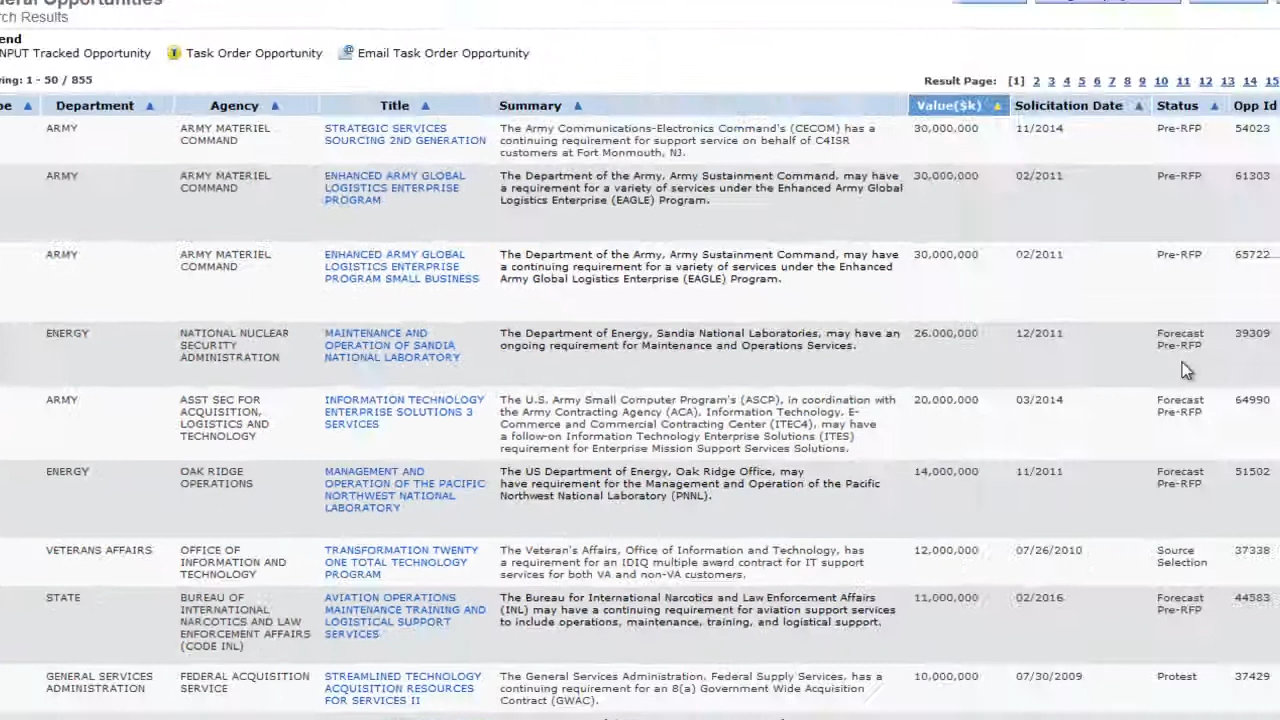 Opportunities
rch Results
end
NPUT Tracked Opportunity Task Order Opportunity Email Task Order Opportunity
ing: 1 - 50 / 855 Result Page: [1] 2 3 4 5 6 7 8 9 10 11 12 13 14 15
pe Department Agency Title Summary Value($k) Solicitation Date Status Opp Id
ARMY ARMY MATERIEL STRATEGIC SERVICES The Army Communications-Electronics Command's (CECOM) has a 30,000,000 11/2014 Pre-RFP 54023
COMMAND SOURCING 2ND GENERATION continuing requirement for support service on behalf of C4ISR
customers at Fort Monmouth, NJ.
ARMY ARMY MATERIEL ENHANCED ARMY GLOBAL The Department of the Army, Army Sustainment Command, may have 30,000,000 02/2011 Pre-RFP 61303
COMMAND LOGISTICS ENTERPRISE a requirement for a variety of services under the Enhanced Army Global
PROGRAM Logistics Enterprise (EAGLE) Program.
ARMY ARMY MATERIEL ENHANCED ARMY GLOBAL The Department of the Army, Army Sustainment Command, may have 30,000,000 02/2011 Pre-RFP 65722
COMMAND LOGISTICS ENTERPRISE a continuing requirement for a variety of services under the Enhanced
PROGRAM SMALL BUSINESS Army Global Logistics Enterprise (EAGLE) Program.
ENERGY NATIONAL NUCLEAR MAINTENANCE AND The Department of Energy, Sandia National Laboratories, may have an 26,000,000 12/2011 Forecast 39309
SECURITY OPERATION OF SANDIA ongoing requirement for Maintenance and Operations Services. Pre-RFP
ADMINISTRATION NATIONAL LABORATORY
ARMY ASST SEC FOR INFORMATION TECHNOLOGY The U.S. Army Small Computer Program's (ASCP), in coordination with 20,000,000 03/2014 Forecast 64990
ACQUISITION, ENTERPRISE SOLUTIONS 3 the Army Contracting Agency (ACA), Information Technology, E- Pre-RFP
LOGISTICS AND SERVICES Commerce and Commercial Contracting Center (ITEC4), may have
TECHNOLOGY a follow-on Information Technology Enterprise Solutions (ITES)
requirement for Enterprise Mission Support Services Solutions.
ENERGY OAK RIDGE MANAGEMENT AND The US Department of Energy, Oak Ridge Office, may 14,000,000 11/2011 Forecast 51502
OPERATIONS OPERATION OF THE PACIFIC have requirement for the Management and Operation of the Pacific Pre-RFP
NORTHWEST NATIONAL Northwest National Laboratory (PNNL).
LABORATORY
VETERANS AFFAIRS OFFICE OF TRANSFORMATION TWENTY The Veteran's Affairs, Office of Information and Technology, has 12,000,000 07/26/2010 Source 37338
INFORMATION AND ONE TOTAL TECHNOLOGY a requirement for an IDIQ multiple award contract for IT support Selection
TECHNOLOGY PROGRAM services for both VA and non-VA customers.
STATE BUREAU OF AVIATION OPERATIONS The Bureau for International Narcotics and Law Enforcement Affairs 11,000,000 02/2016 Forecast 44583
INTERNATIONAL MAINTENANCE TRAINING AND (INL) may have a continuing requirement for aviation support services Pre-RFP
NARCOTICS AND LAW LOGISTICAL SUPPORT to include operations, maintenance, training, and logistical support.
ENFORCEMENT AFFAIRS SERVICES
(CODE INL)
GENERAL SERVICES FEDERAL ACQUISITION STREAMLINED TECHNOLOGY The General Services Administration, Federal Supply Services, has a 10,000,000 07/30/2009 Protest 37429
ADMINISTRATION SERVICE ACQUISITION RESOURCES continuing requirement for an 8(a) Government Wide Acquisition
FOR SERVICES II Contract (GWAC).